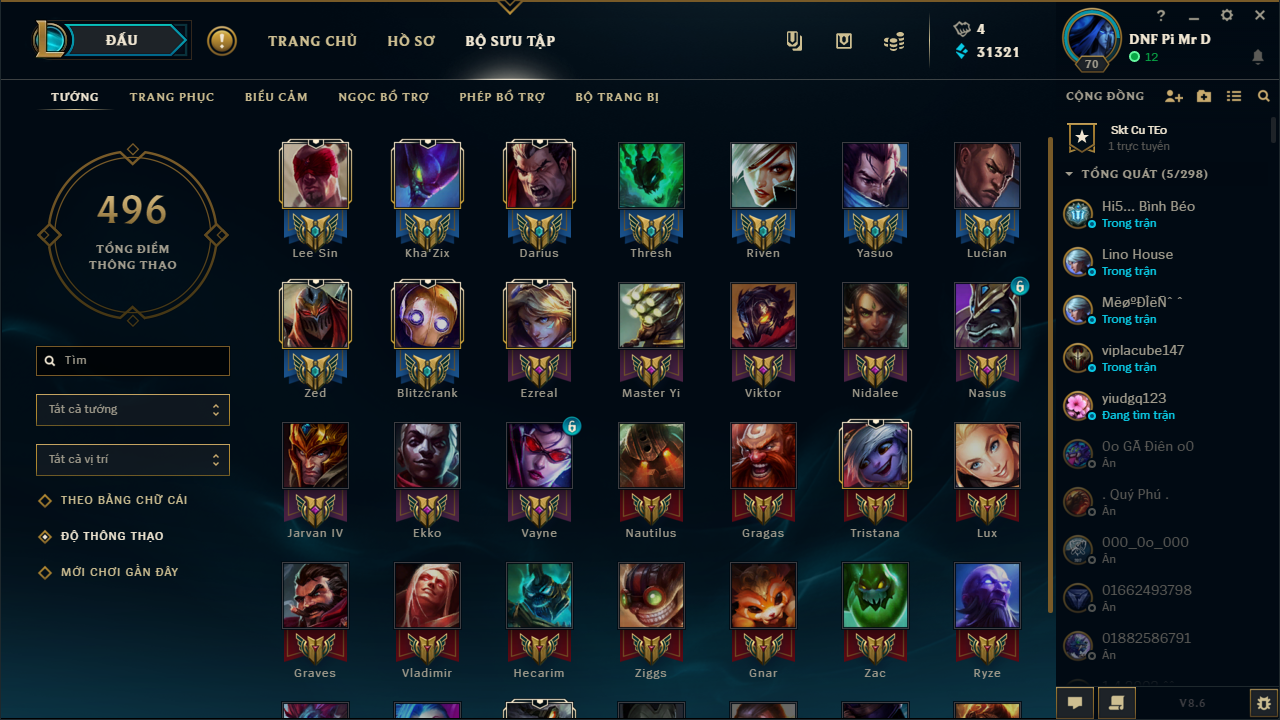 ĐẤU
!
TRANG CHỦ
HỒ SƠ
BỘ SƯU TẬP
4
31321
70
DNF Pi Mr D
12
?
TƯỚNG
TRANG PHỤC
BIỂU CẢM
NGỌC BỔ TRỢ
PHÉP BỔ TRỢ
BỘ TRANG BỊ
496
TỔNG ĐIỂM
THÔNG THẠO
Tìm
Tất cả tướng
Tất cả vị trí
THEO BẢNG CHỮ CÁI
ĐỘ THÔNG THẠO
MỚI CHƠI GẦN ĐÂY
Lee Sin
Kha'Zix
Darius
Thresh
Riven
Yasuo
Lucian
6
Zed
Blitzcrank
Ezreal
Master Yi
Viktor
Nidalee
Nasus
6
Jarvan IV
Ekko
Vayne
Nautilus
Gragas
Tristana
Lux
Graves
Vladimir
Hecarim
Ziggs
Gnar
Zac
Ryze
CỘNG ĐỒNG
Skt Cu TEo
1 trực tuyến
TỔNG QUÁT (5/298)
Hi5... Bình Béo
Trong trận
Lino House
Trong trận
MëøºÐÏëÑˆ ˆ
Trong trận
viplacube147
Trong trận
yiudgq123
Đang tìm trận
0o GÃ Điên o0
Ẩn
. Quý Phú .
Ẩn
000_0o_000
Ẩn
01662493798
Ẩn
01882586791
Ẩn
V8.6